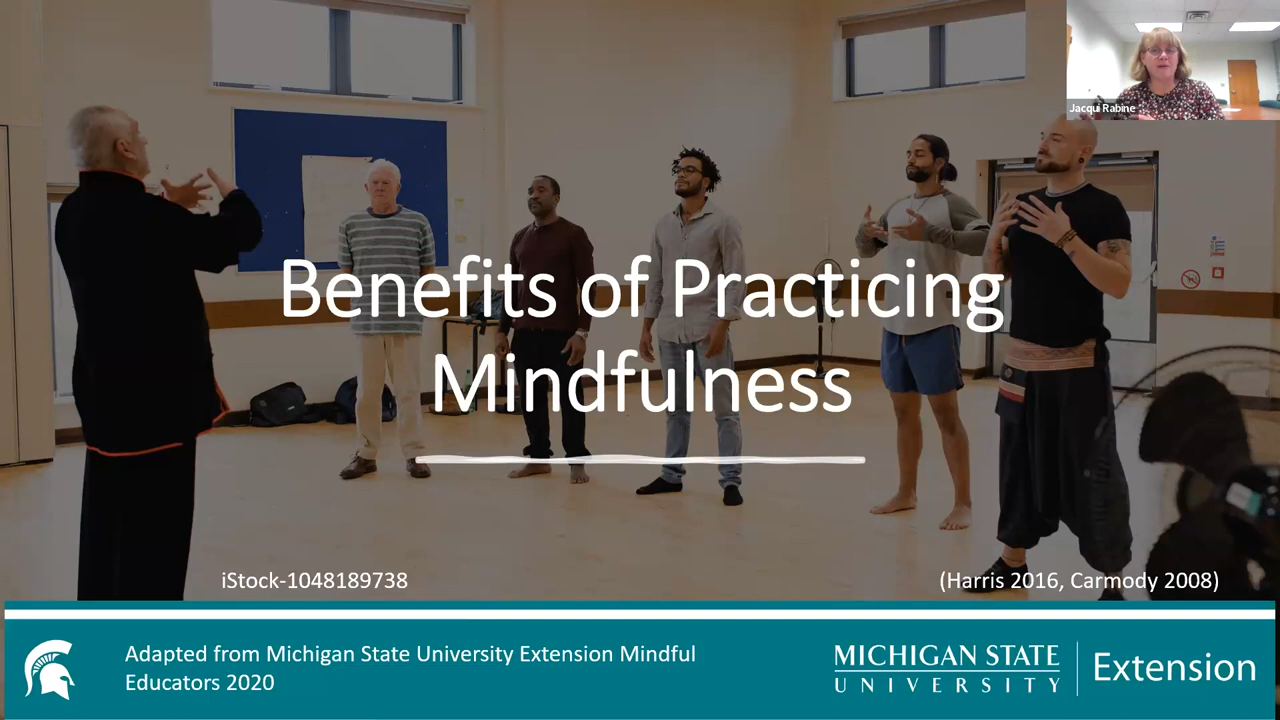 Jacqui Rabine
Benefits of Practicing
Mindfulness
iStock-1048189738
(Harris 2016, Carmody 2008)
Adapted from Michigan State University Extension Mindful
Educators 2020
MICHIGAN STATE
UNIVERSITY
Extension